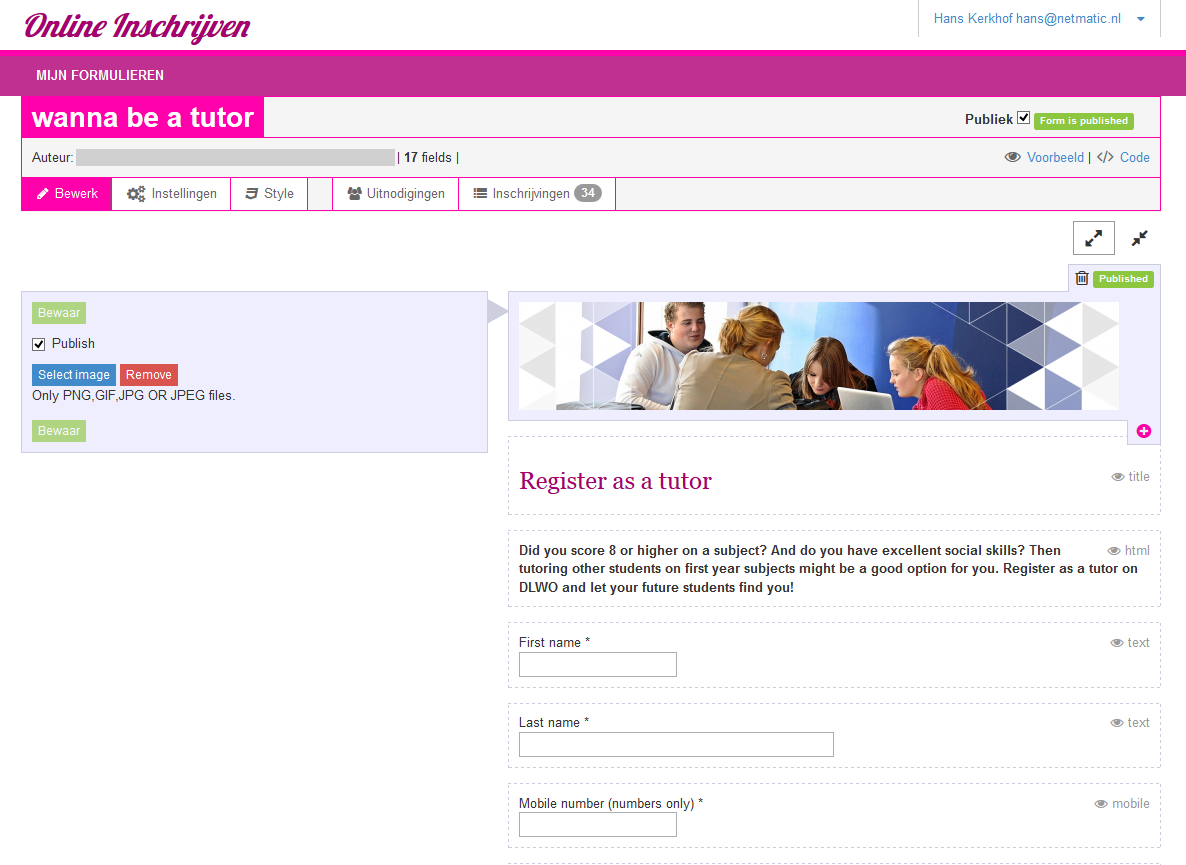 Online Inschrijven
Hans Kerkhof hans@netmatic.nl
MIJN FORMULIEREN
wanna be a tutor
Publiek Form is published
Auteur: | 17 fields |
Voorbeeld | </> Code
Bewerk Instellingen Style Uitnodigingen Inschrijvingen 34
Published
Bewaar
Publish
Select image Remove
Only PNG,GIF,JPG OR JPEG files.
Bewaar
Register as a tutor
title
Did you score 8 or higher on a subject? And do you have excellent social skills? Then
html
tutoring other students on first year subjects might be a good option for you. Register as a tutor on
DLWO and let your future students find you!
First name *
text
Last name *
text
Mobile number (numbers only) *
mobile